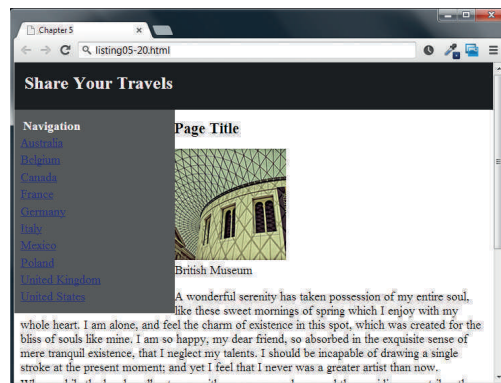 Chapter 5
listing05-20.html
Share Your Travels
Navigation
Australia
Belgium
Canada
France
Germany
Italy
Mexico
Poland
United Kingdom
United States
Page Title
British Museum
A wonderful serenity has taken possession of my entire soul,
like these sweet mornings of spring which I enjoy with my
whole heart. I am alone, and feel the charm of existence in this spot, which was created for the
bliss of souls like mine. I am so happy, my dear friend, so absorbed in the exquisite sense of
mere tranquil existence, that I neglect my talents. I should be incapable of drawing a single
stroke at the present moment; and yet I feel that I never was a greater artist than now.